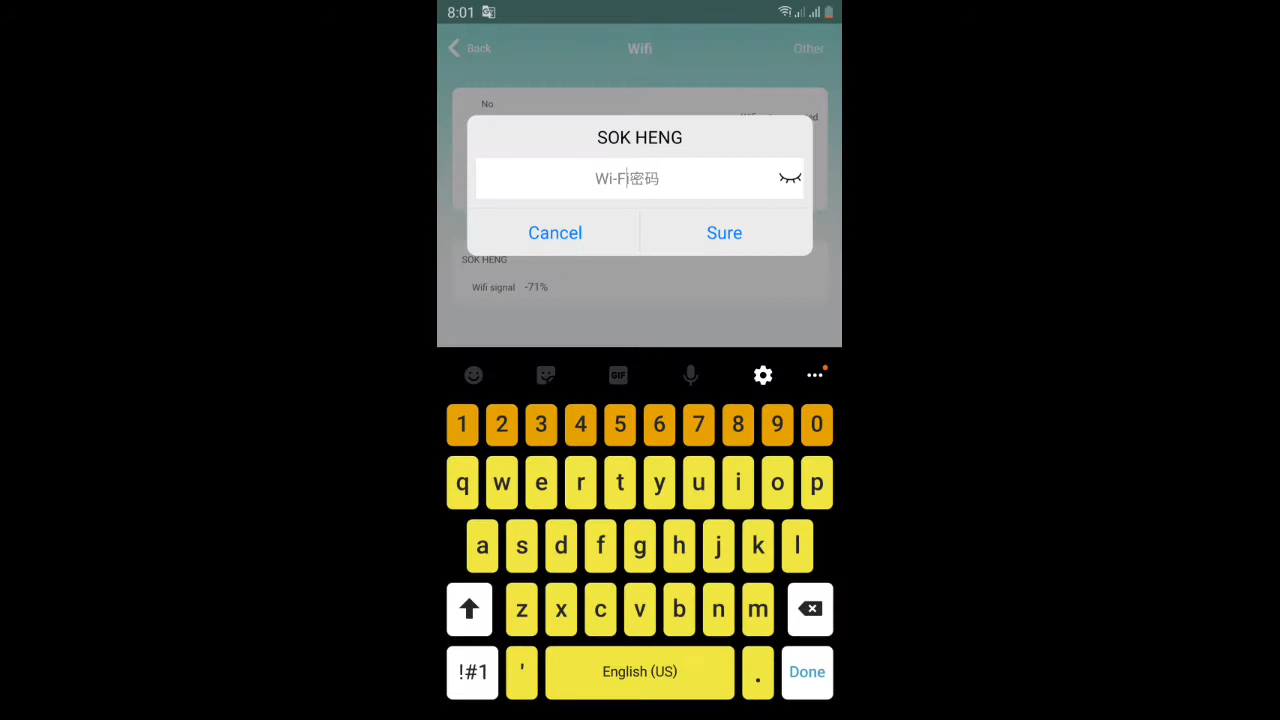 8:01
Back Wifi Other
No
SOK HENG
Wi-Fi密码
Cancel Sure
SOK HENG
Wifi signal -71%
GIF
1 2 3 4 5 6 7 8 9 0
q w e r t y u i o p
a s d f g h j k l
z x c v b n m
!#1 ' English (US) . Done